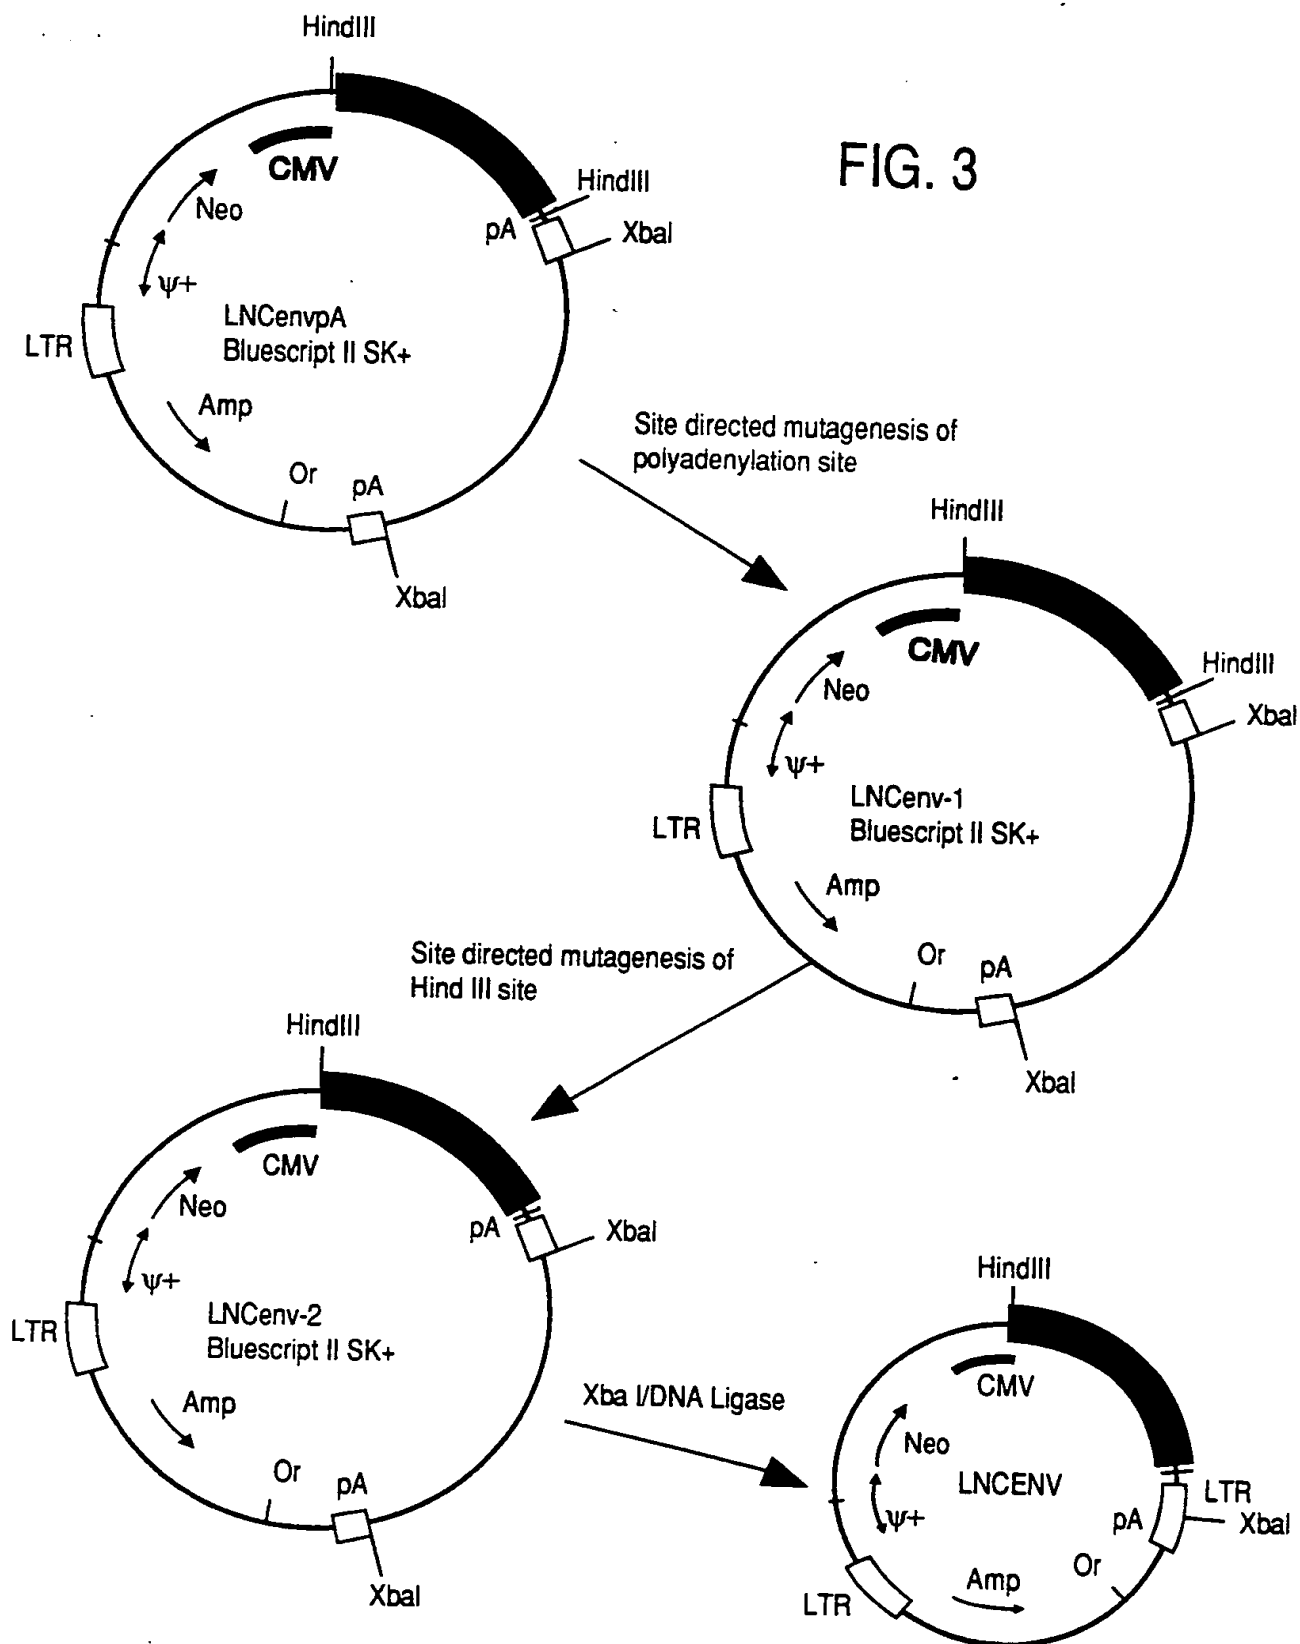 HindIII
FIG. 3
CMV
HindIII
Neo
pA
XbaI
ψ+
LNCenvpA
Bluescript II SK+
LTR
Amp
Site directed mutagenesis of
polyadenylation site
Or
pA
HindIII
XbaI
CMV
HindIII
Neo
XbaI
ψ+
LNCenv-1
Bluescript II SK+
LTR
Amp
Site directed mutagenesis of
Hind III site
Or
pA
HindIII
XbaI
CMV
Neo
pA
XbaI
ψ+
HindIII
LNCenv-2
Bluescript II SK+
LTR
Xba I/DNA Ligase
CMV
Amp
Neo
LNCENV
Or
pA
LTR
pA
XbaI
ψ+
Or
Amp
XbaI
LTR